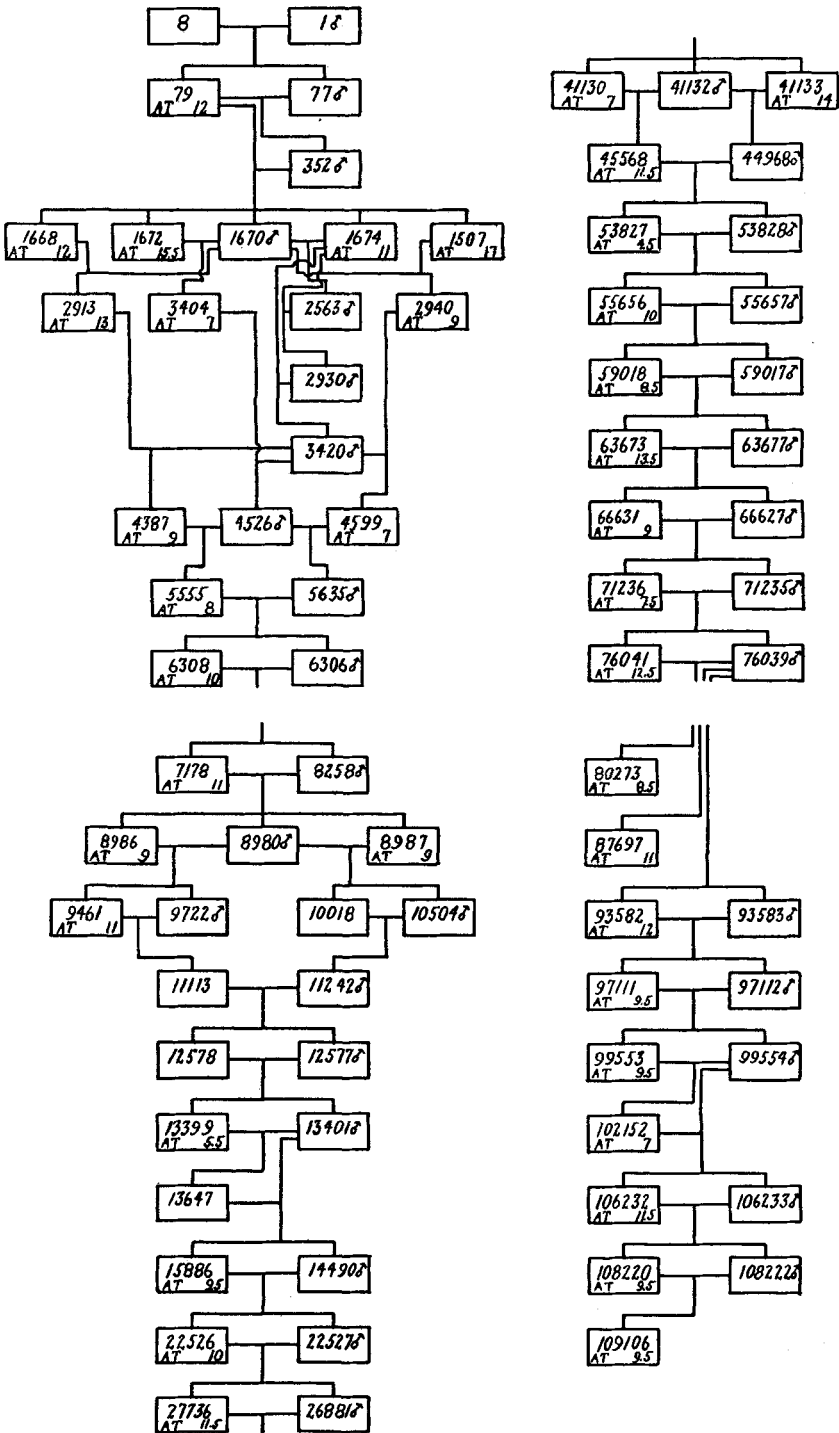 8 1♂
79 77♂
AT 12
352♂
1668 1672 1670♂ 1674 1507
AT 12 AT 15.5 AT 11 AT 17
2913 3404 2563♂ 2940
AT 13 AT 7 AT 9
2930♂
3420♂
4387 4526♂ 4599
AT 9 AT 7
5555 5635♂
AT 8
6308 6306♂
AT 10
7178 8258♂
AT 11
8986 8980♂ 8987
AT 9 AT 9
9461 9722♂ 10018 10504♂
AT 11
11113 11242♂
12578 12577♂
13399 13401♂
AT 5.5
13647
15886 14490♂
AT 9.5
22526 22527♂
AT 10
27736 26881♂
AT 11.5
41130 41132♂ 41133
AT 7 AT 14
45568 44968♂
AT 11.5
53827 53828♂
AT 4.5
55656 55657♂
AT 10
59018 59017♂
AT 8.5
63673 63677♂
AT 13.5
66631 66627♂
AT 9
71236 71235♂
AT 7.5
76041 76039♂
AT 12.5
80273
AT 8.5
87697
AT 11
93582 93583♂
AT 12
97111 97112♂
AT 9.5
99553 99554♂
AT 9.5
102152
AT 7
106232 106233♂
AT 11.5
108220 108222♂
AT 9.5
109106
AT 9.5